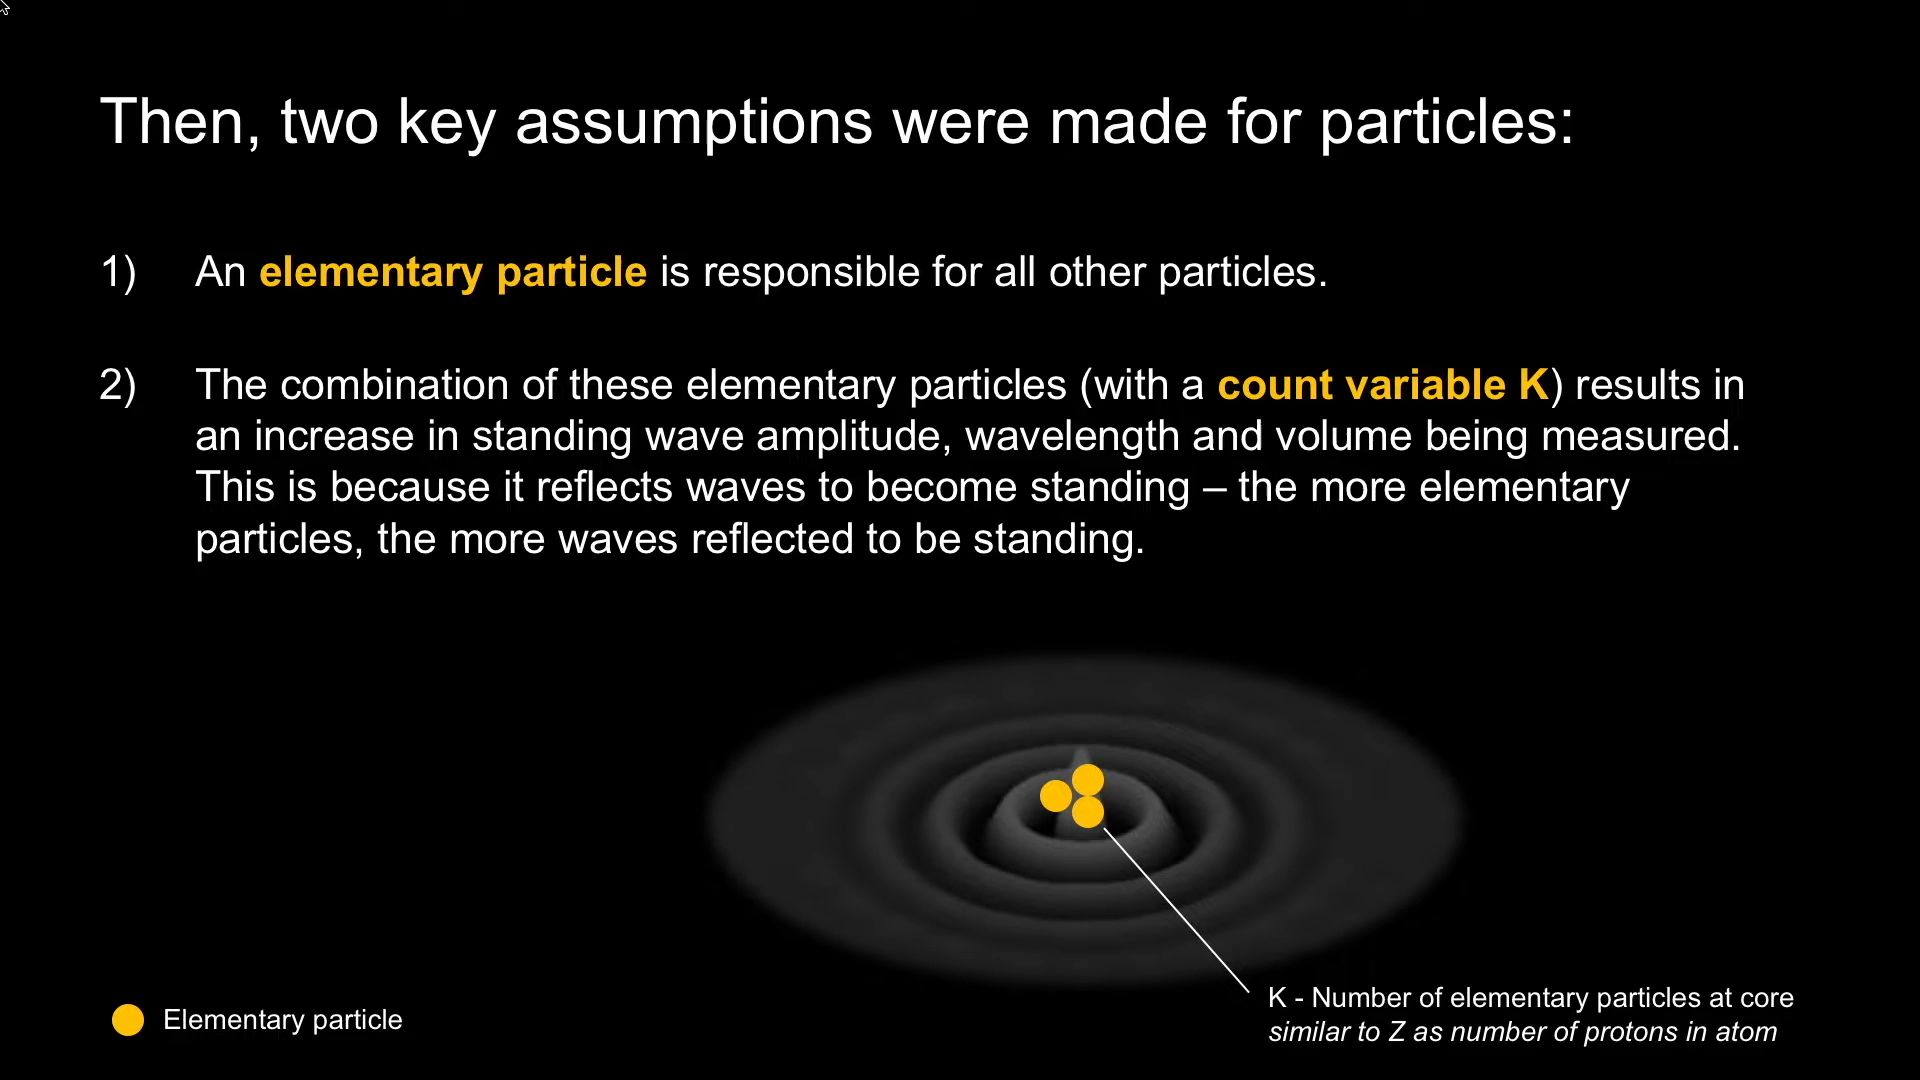 Then, two key assumptions were made for particles:
1) An elementary particle is responsible for all other particles.
2) The combination of these elementary particles (with a count variable K) results in
an increase in standing wave amplitude, wavelength and volume being measured.
This is because it reflects waves to become standing – the more elementary
particles, the more waves reflected to be standing.
K - Number of elementary particles at core
similar to Z as number of protons in atom
Elementary particle